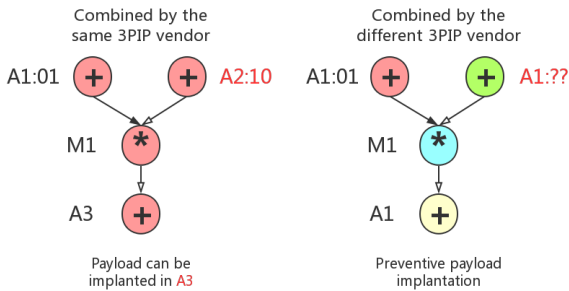 Combined by the
same 3PIP vendor
A1:01
+
+
A2:10
M1
*
A3
+
Payload can be
implanted in A3
Combined by the
different 3PIP vendor
A1:01
+
+
A1:??
M1
*
A1
+
Preventive payload
implantation